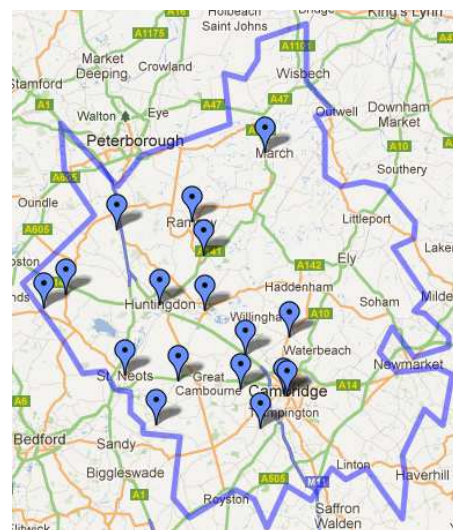 A16
Holbeach
Saint Johns
King's Lynn
A1175
Market
Deeping
Crowland
A1101
Wisbech
Stamford
A1
A47
A47
Walton
Eye
Outwell
Downham
Market
Peterborough
A10
March
A605
Southery
Oundle
A605
Littleport
A141
A142
Ely
Haddenham
Huntingdon
Soham
Willingham
A10
Waterbeach
Newmarket
St. Neots
Great
Cambourne
A14
Cambridge
A6
Bedford
Sandy
Linton
Haverhill
Biggleswade
A505
M11
A1
Royston
Saffron
Walden